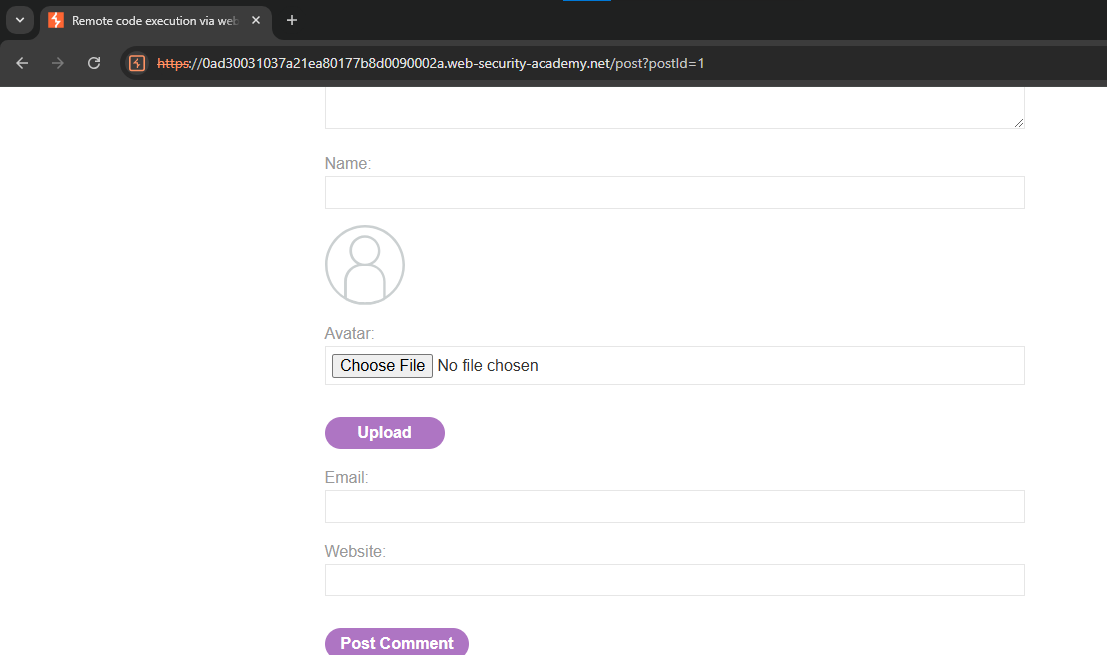 Remote code execution via web
https://0ad30031037a21ea80177b8d0090002a.web-security-academy.net/post?postId=1
Name:
Avatar:
Choose File No file chosen
Upload
Email:
Website:
Post Comment